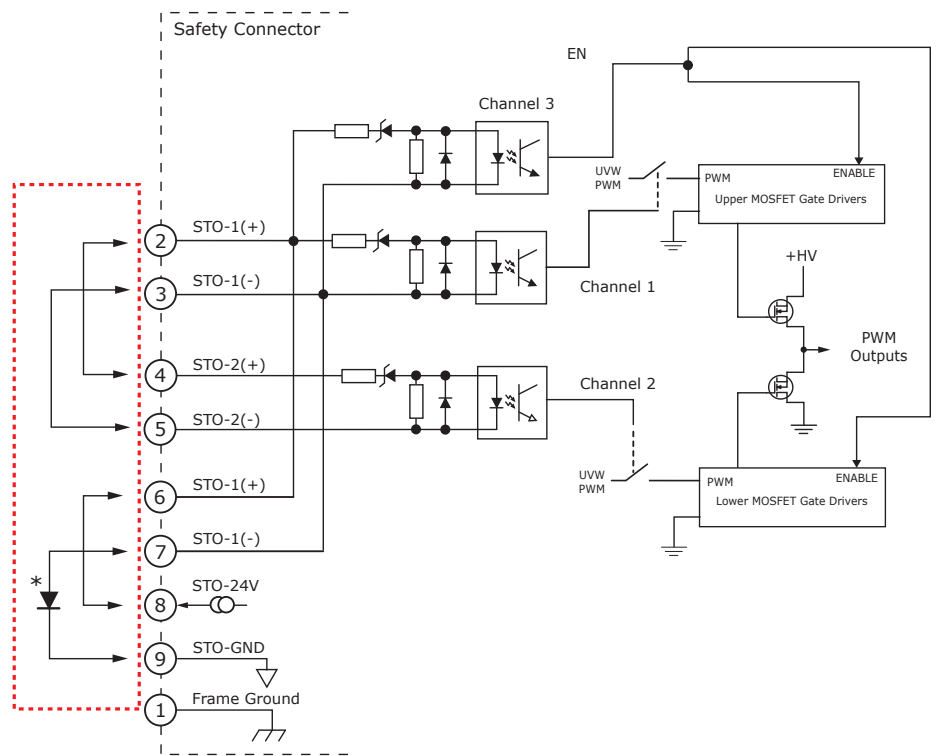 Safety Connector
EN
Channel 3
UVW
PWM
PWM
ENABLE
Upper MOSFET Gate Drivers
2
STO-1(+)
3
STO-1(-)
Channel 1
+HV
PWM
Outputs
4
STO-2(+)
Channel 2
5
STO-2(-)
UVW
PWM
PWM
ENABLE
Lower MOSFET Gate Drivers
6
STO-1(+)
7
STO-1(-)
*
8
STO-24V
9
STO-GND
1
Frame Ground